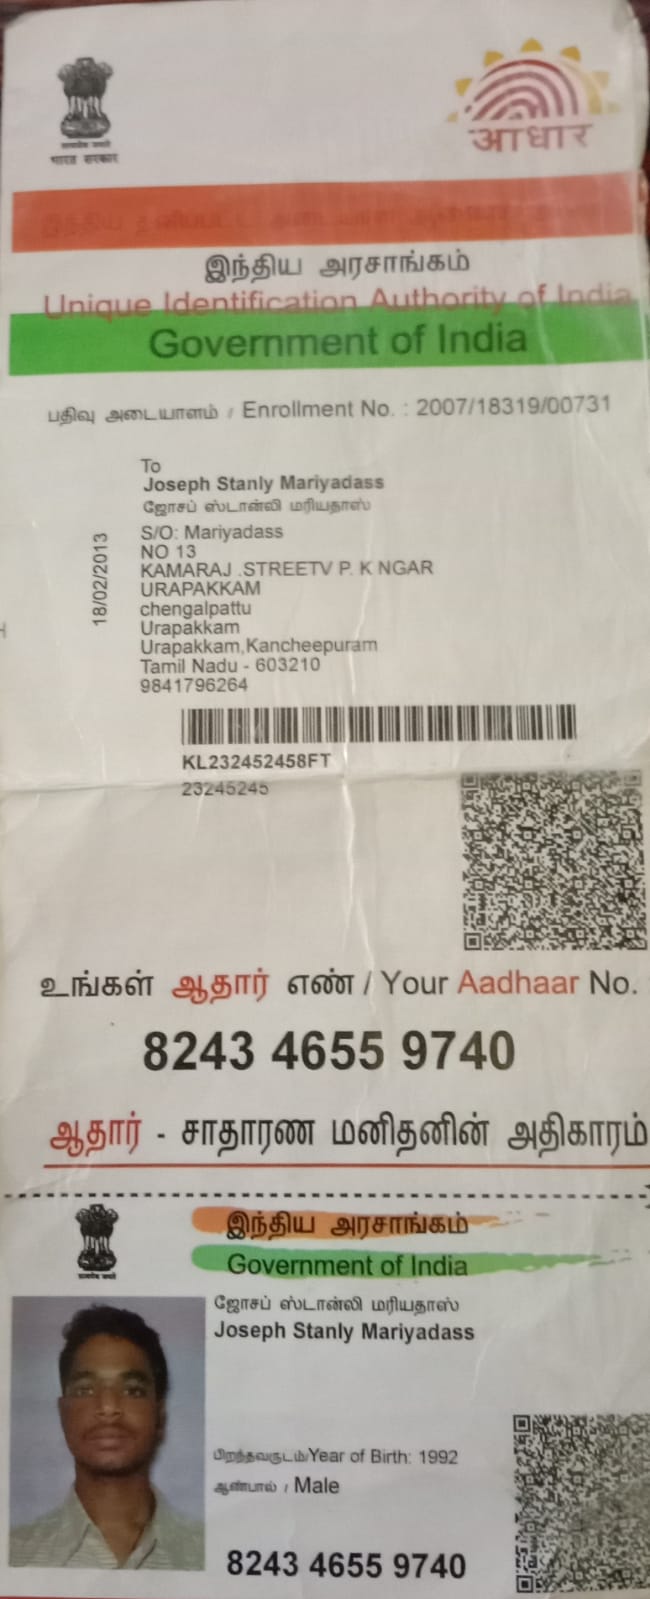 भारत सरकार
आधार
இந்திய அரசாங்கம்
Unique Identification Authority of India
Government of India
பதிவு அடையாளம் / Enrollment No. : 2007/18319/00731
To
Joseph Stanly Mariyadass
ஜோசப் ஸ்டான்லி மரியதாஸ்
S/O: Mariyadass
NO 13
KAMARAJ .STREETV P. K NGAR
URAPAKKAM
chengalpattu
Urapakkam
Urapakkam,Kancheepuram
Tamil Nadu - 603210
9841796264
18/02/2013
KL232452458FT
23245245
உங்கள் ஆதார் எண் / Your Aadhaar No.
8243 4655 9740
ஆதார் - சாதாரண மனிதனின் அதிகாரம்
இந்திய அரசாங்கம்
Government of India
ஜோசப் ஸ்டான்லி மரியதாஸ்
Joseph Stanly Mariyadass
பிறந்தவருடம்/Year of Birth: 1992
ஆண்பால் / Male
8243 4655 9740